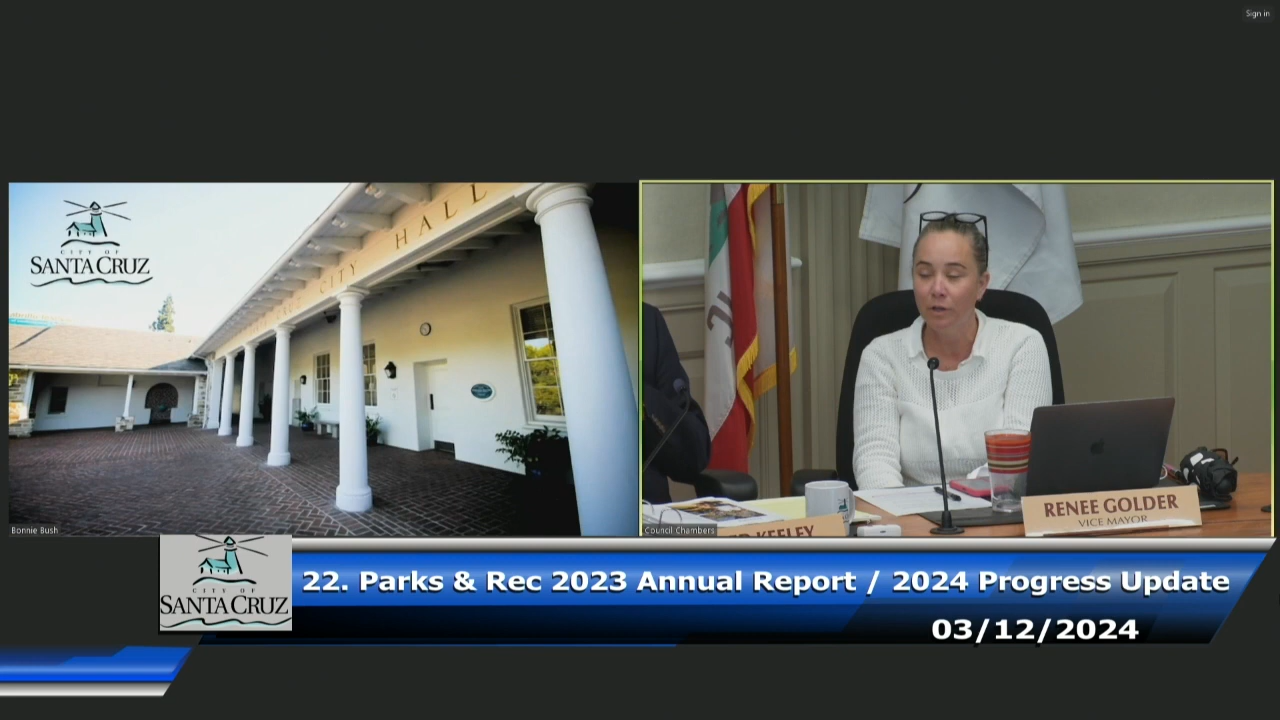 Sign in
CITY OF
SANTA CRUZ
CITY HALL
Bonnie Bush
Council Chambers
KEELEY
RENEE GOLDER
VICE MAYOR
CITY OF
SANTA CRUZ
22. Parks & Rec 2023 Annual Report / 2024 Progress Update
03/12/2024